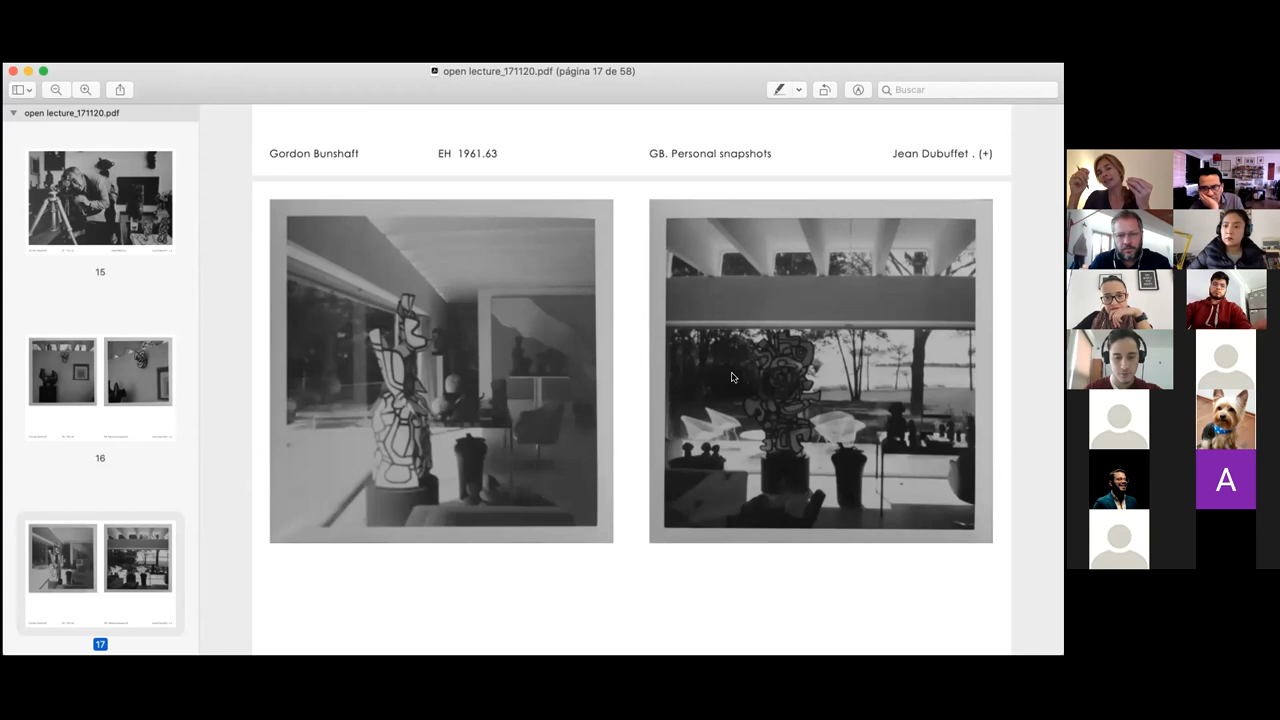 open lecture_171120.pdf (página 17 de 58)
Buscar
open lecture_171120.pdf
15
16
17
Gordon Bunshaft EH 1961.63 GB. Personal snapshots Jean Dubuffet . (+)
A